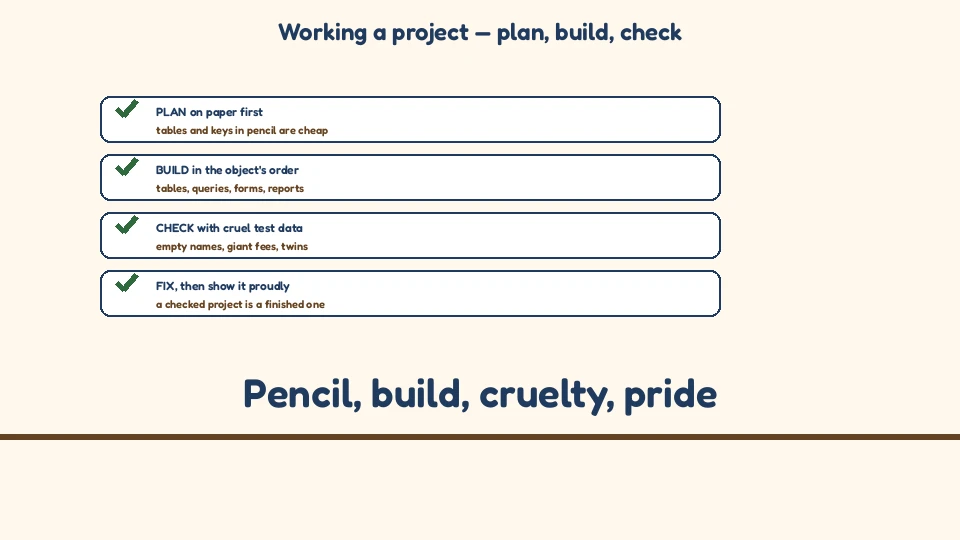 Working a project — plan, build, check
PLAN on paper first
tables and keys in pencil are cheap
BUILD in the object's order
tables, queries, forms, reports
CHECK with cruel test data
empty names, giant fees, twins
FIX, then show it proudly
a checked project is a finished one
Pencil, build, cruelty, pride